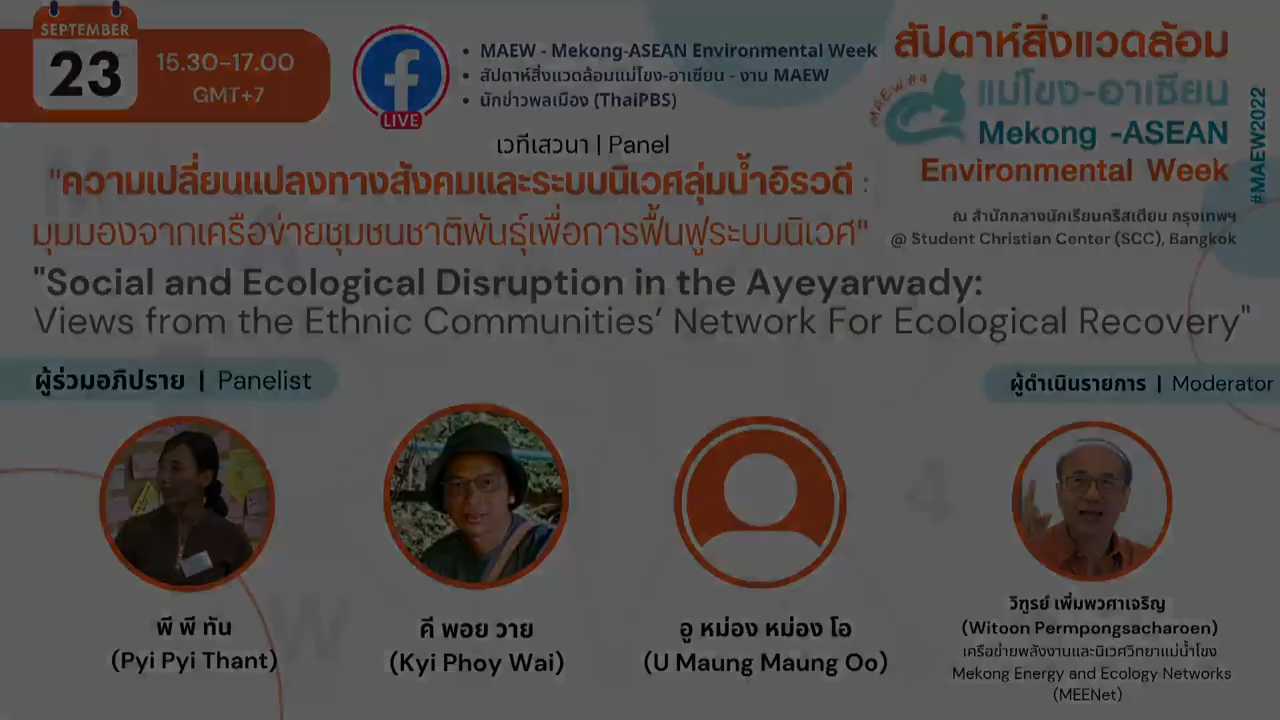 SEPTEMBER
23
15.30-17.00
GMT+7
LIVE
• MAEW - Mekong-ASEAN Environmental Week
• สัปดาห์สิ่งแวดล้อมแม่โขง-อาเซียน - งาน MAEW
• นักข่าวพลเมือง (ThaiPBS)
สัปดาห์สิ่งแวดล้อม
แม่โขง-อาเซียน
Mekong -ASEAN
Environmental Week
#MAEW2022
ณ สำนักกลางนักเรียนคริสเตียน กรุงเทพฯ
@ Student Christian Center (SCC), Bangkok
เวทีเสวนา | Panel
"ความเปลี่ยนแปลงทางสังคมและระบบนิเวศลุ่มน้ำอิรวดี :
มุมมองจากเครือข่ายชุมชนชาติพันธุ์เพื่อการฟื้นฟูระบบนิเวศ"
"Social and Ecological Disruption in the Ayeyarwady:
Views from the Ethnic Communities’ Network For Ecological Recovery"
ผู้ร่วมอภิปราย | Panelist
ผู้ดำเนินรายการ | Moderator
พี พี ทัน
(Pyi Pyi Thant)
คี พอย วาย
(Kyi Phoy Wai)
อู หม่อง หม่อง โอ
(U Maung Maung Oo)
วิฑูรย์ เพิ่มพงศาเจริญ
(Witoon Permpongsacharoen)
เครือข่ายพลังงานและนิเวศวิทยาแม่น้ำโขง
Mekong Energy and Ecology Networks
(MEENet)